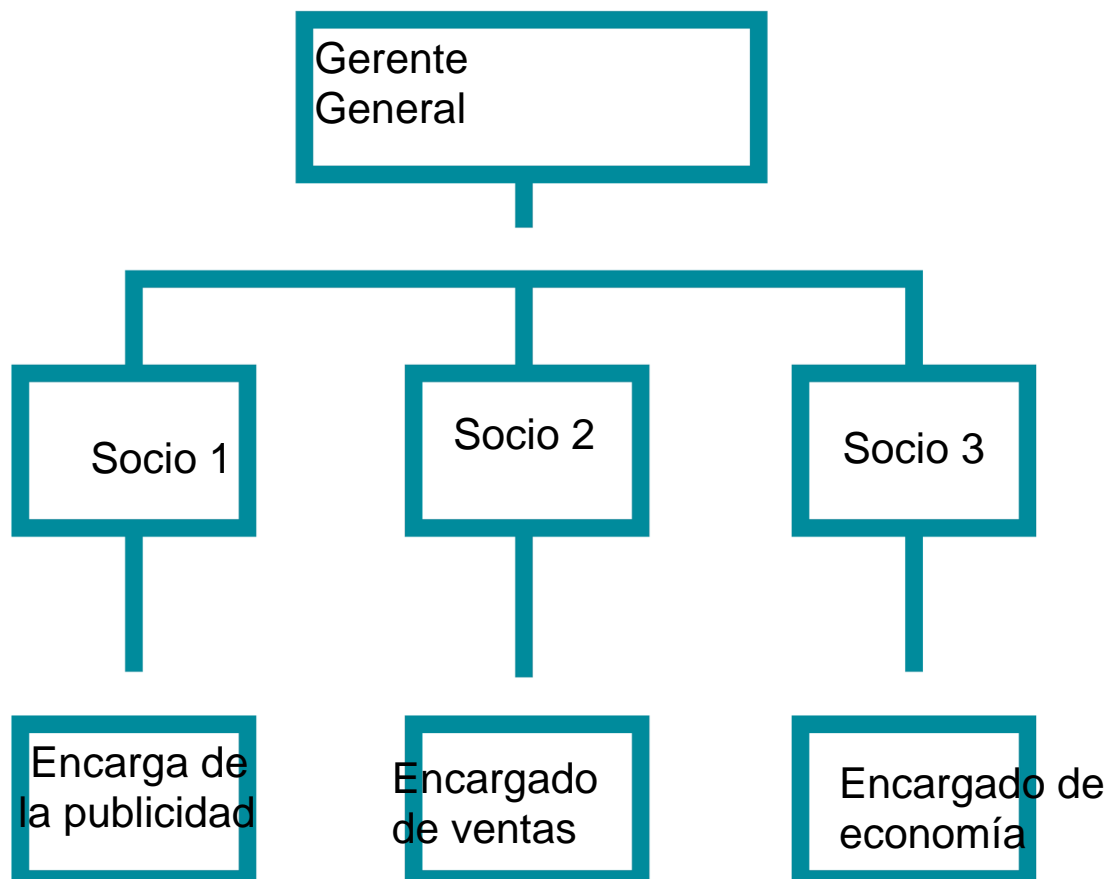 Gerente
General
Socio 1
Socio 2
Socio 3
Encarga de
la publicidad
Encargado
de ventas
Encargado de
economía